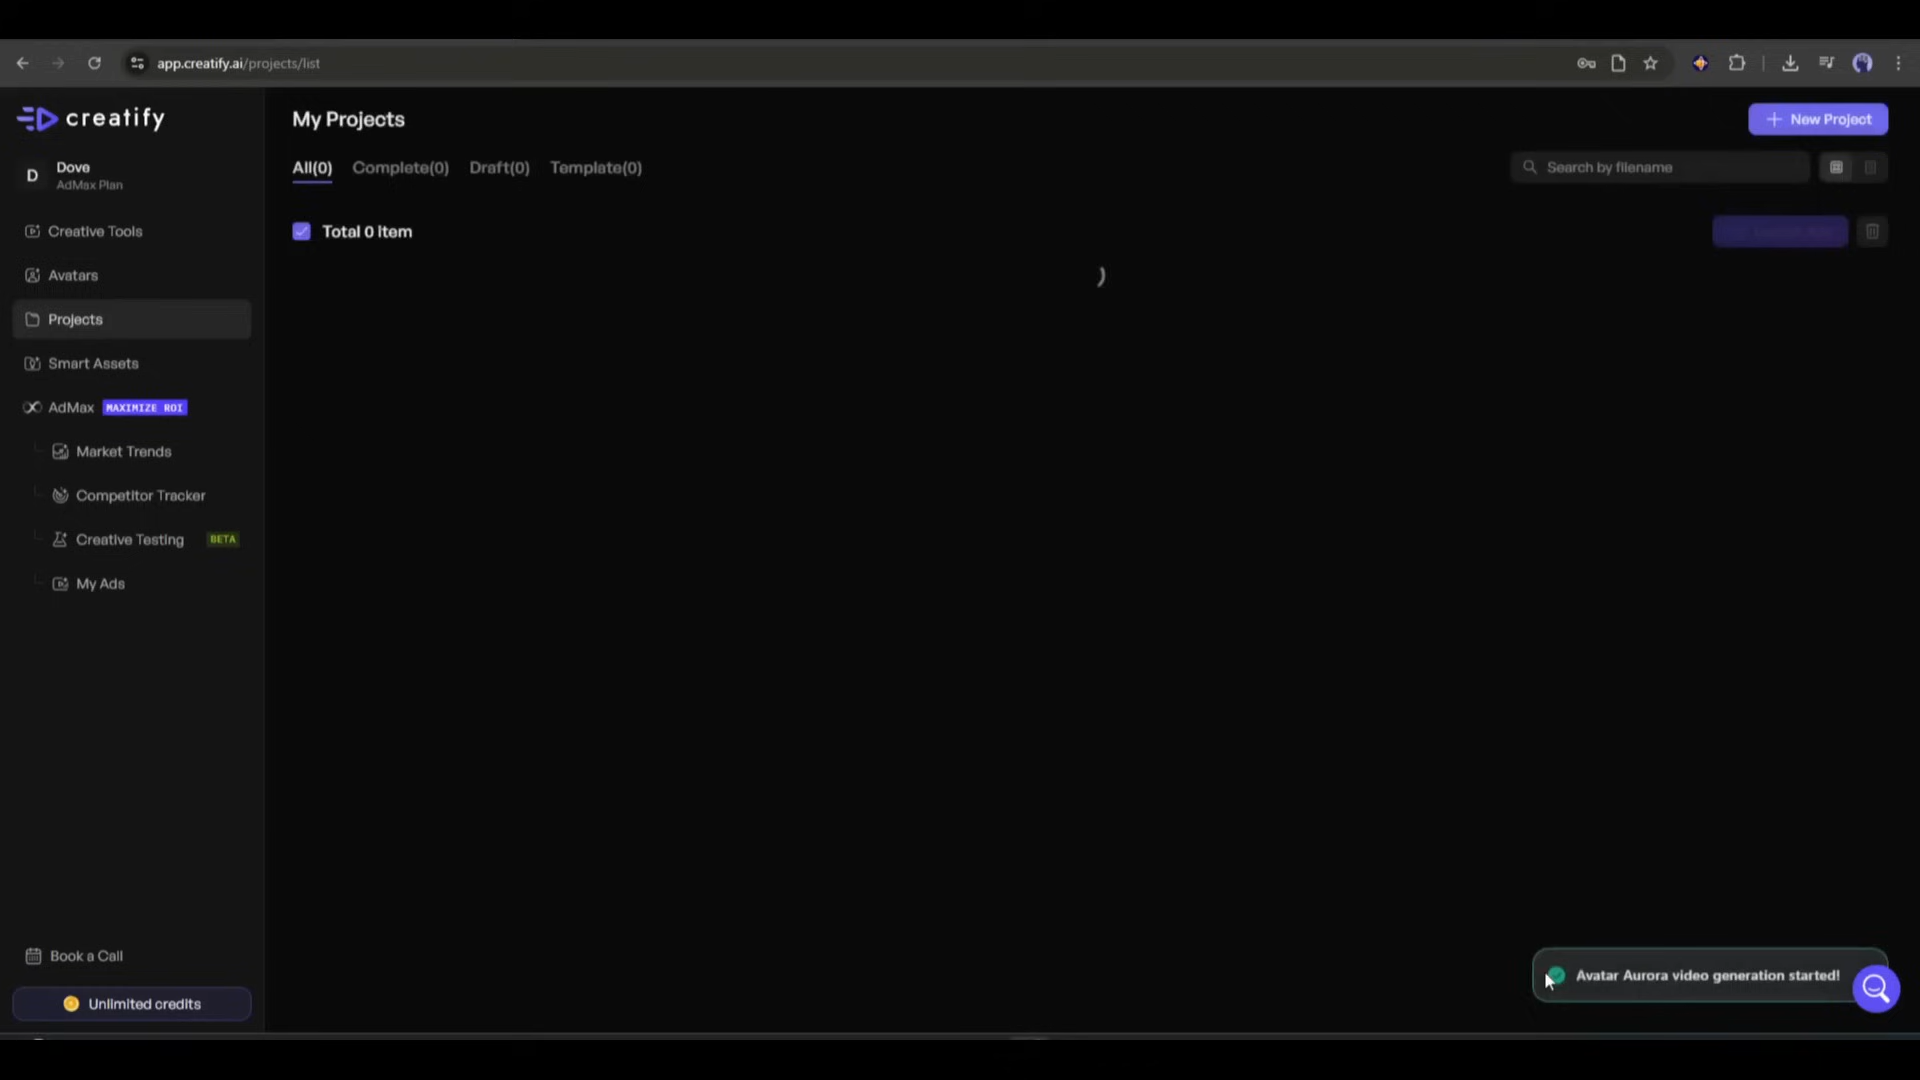 app.creatify.ai/projects/list
creatify
D
Dove
AdMax Plan
Creative Tools
Avatars
Projects
Smart Assets
AdMax MAXIMIZE ROI
Market Trends
Competitor Tracker
Creative Testing BETA
My Ads
Book a Call
Unlimited credits
My Projects
New Project
All(0) Complete(0) Draft(0) Template(0)
Search by filename
Total 0 item
Avatar Aurora video generation started!